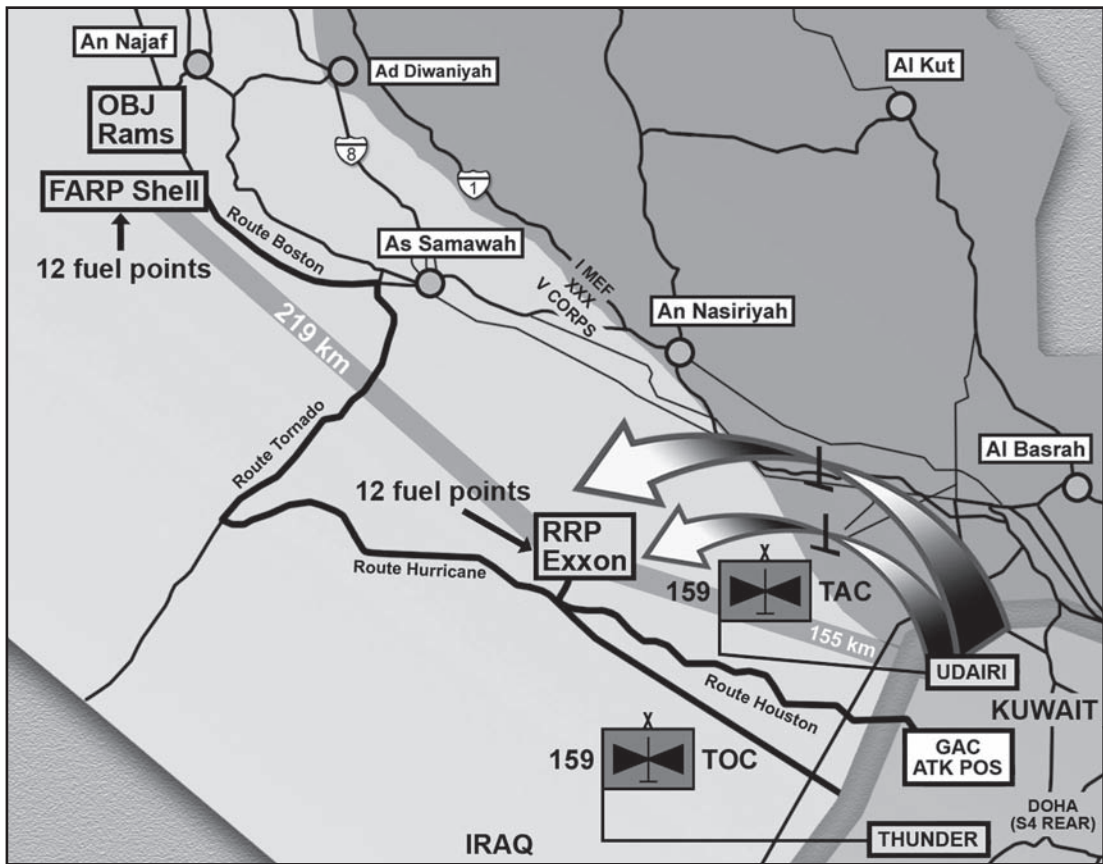 An Najaf
Ad Diwaniyah
Al Kut
OBJ
Rams
8
1
FARP Shell
Route Boston
12 fuel points
As Samawah
I MEF
XXX
V CORPS
An Nasiriyah
219 km
Route Tornado
Al Basrah
12 fuel points
RRP
Exxon
Route Hurricane
X
159
TAC
155 km
UDAIRI
Route Houston
KUWAIT
X
159
TOC
GAC
ATK POS
DOHA
(S4 REAR)
IRAQ
THUNDER